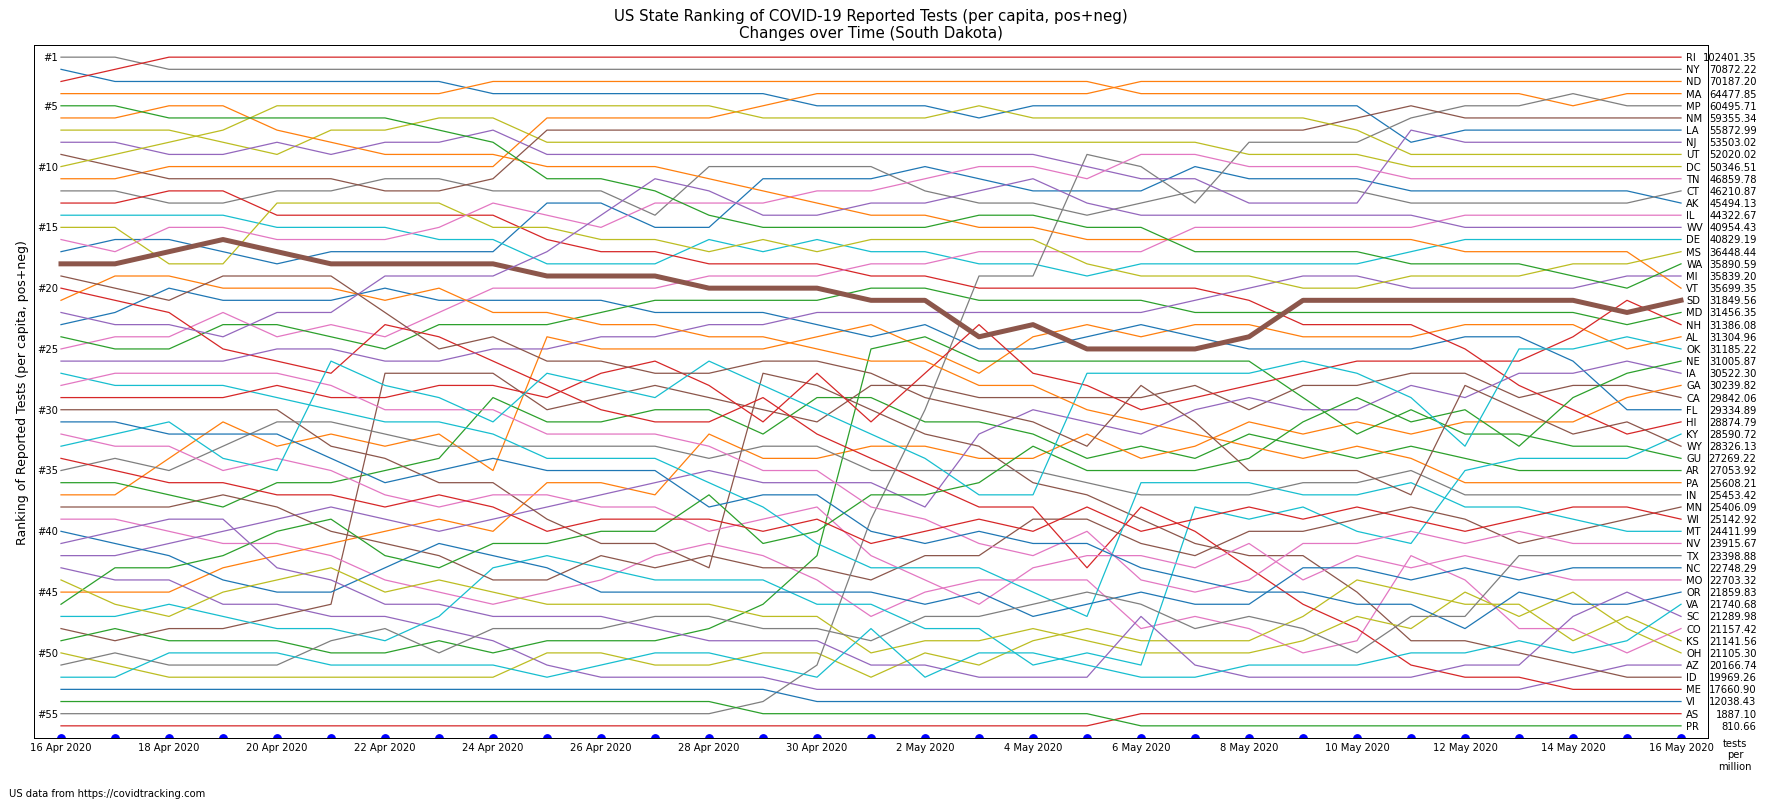 US State Ranking of COVID-19 Reported Tests (per capita, pos+neg)
Changes over Time (South Dakota)
Ranking of Reported Tests (per capita, pos+neg)
#1
#5
#10
#15
#20
#25
#30
#35
#40
#45
#50
#55
RI 102401.35
NY 70872.22
ND 70187.20
MA 64477.85
MP 60495.71
NM 59355.34
LA 55872.99
NJ 53503.02
UT 52020.02
DC 50346.51
TN 46859.78
CT 46210.87
AK 45494.13
IL 44322.67
WV 40954.43
DE 40829.19
MS 36448.44
WA 35890.59
MI 35839.20
VT 35699.35
SD 31849.56
MD 31456.35
NH 31386.08
AL 31304.96
OK 31185.22
NE 31005.87
IA 30522.30
GA 30239.82
CA 29842.06
FL 29334.89
HI 28874.79
KY 28590.72
WY 28326.13
GU 27269.22
AR 27053.92
PA 25608.21
IN 25453.42
MN 25406.09
WI 25142.92
MT 24411.99
NV 23915.67
TX 23398.88
NC 22748.29
MO 22703.32
OR 21859.83
VA 21740.68
SC 21289.98
CO 21157.42
KS 21141.56
OH 21105.30
AZ 20166.74
ID 19969.26
ME 17660.90
VI 12038.43
AS 1887.10
PR 810.66
16 Apr 2020 18 Apr 2020 20 Apr 2020 22 Apr 2020 24 Apr 2020 26 Apr 2020 28 Apr 2020 30 Apr 2020 2 May 2020 4 May 2020 6 May 2020 8 May 2020 10 May 2020 12 May 2020 14 May 2020 16 May 2020
tests
per
million
US data from https://covidtracking.com